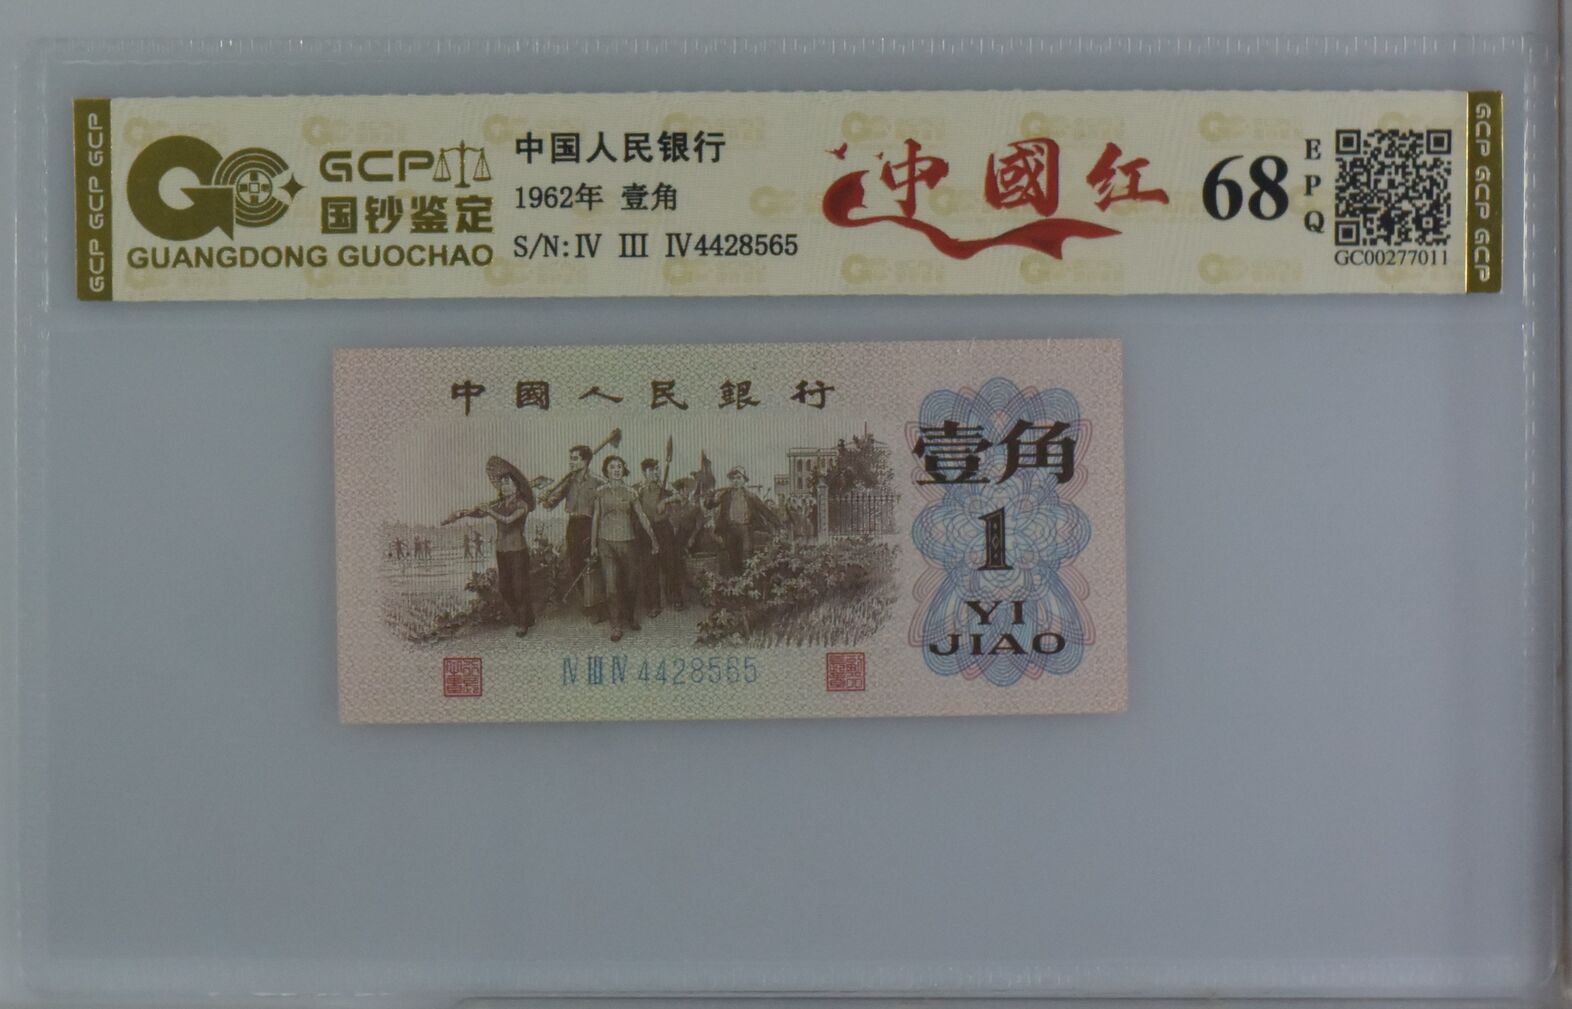 GCP GCP GCP
GCP
国钞鉴定
GUANGDONG GUOCHAO
中国人民银行
1962年 壹角
S/N:Ⅳ Ⅲ Ⅳ4428565
中國红
68
EPQ
GC00277011
GCP GCP GCP
中國人民銀行
壹角
1
YI
JIAO
Ⅳ Ⅲ Ⅳ 4428565